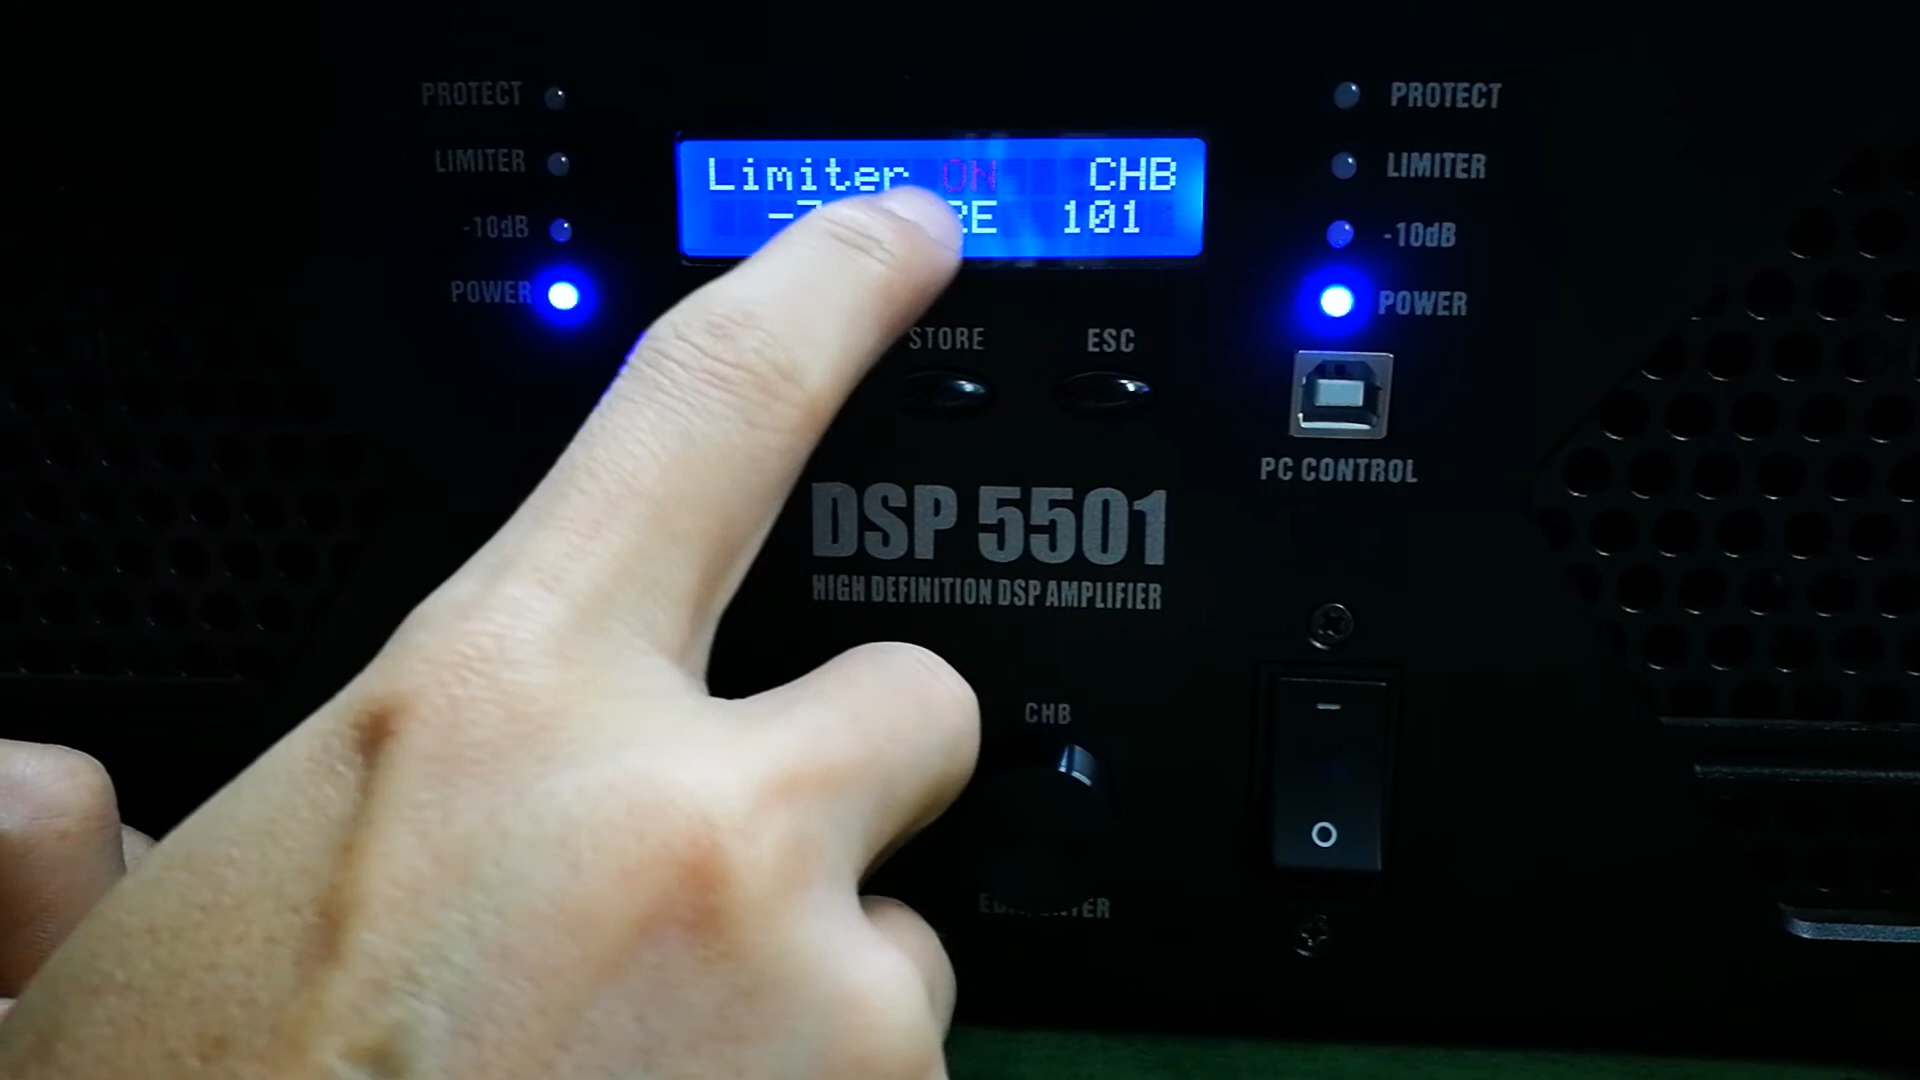 PROTECT
LIMITER
-10dB
POWER
Limiter ON CHB
101
PROTECT
LIMITER
-10dB
POWER
STORE ESC
PC CONTROL
DSP 5501
HIGH DEFINITION DSP AMPLIFIER
CHB